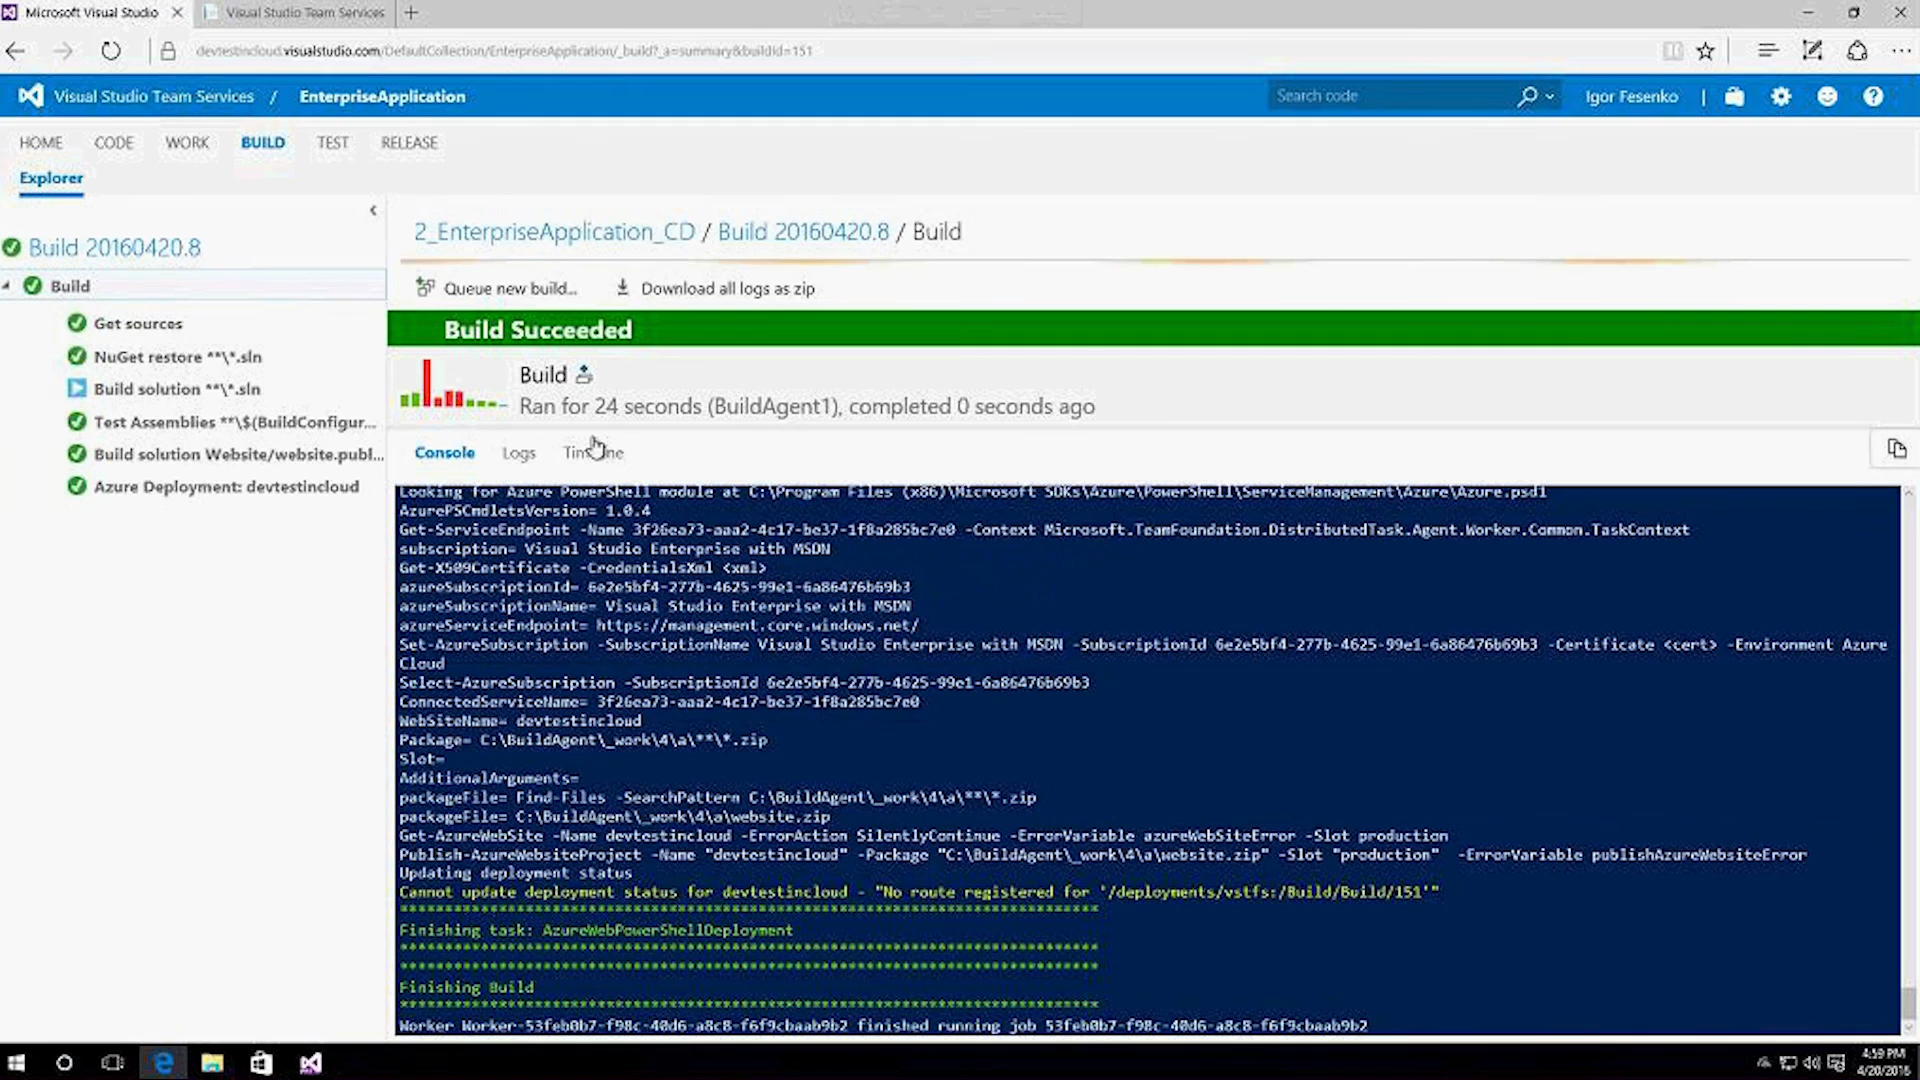 Microsoft Visual Studio
Visual Studio Team Services
devtestincloud.visualstudio.com/DefaultCollection/EnterpriseApplication/_build?_a=summary&buildId=151
Visual Studio Team Services / EnterpriseApplication
Search code
Igor Fesenko
HOME CODE WORK BUILD TEST RELEASE
Explorer
Build 20160420.8
Build
Get sources
NuGet restore **\*.sln
Build solution **\*.sln
Test Assemblies **\$(BuildConfigur...
Build solution Website/website.publ...
Azure Deployment: devtestincloud
2_EnterpriseApplication_CD / Build 20160420.8 / Build
Queue new build... Download all logs as zip
Build Succeeded
Build
Ran for 24 seconds (BuildAgent1), completed 0 seconds ago
Console Logs Timeline
Looking for Azure PowerShell module at C:\Program Files (x86)\Microsoft SDKs\Azure\PowerShell\ServiceManagement\Azure\Azure.psd1
AzurePSCmdletsVersion= 1.0.4
Get-ServiceEndpoint -Name 3f26ea73-aaa2-4c17-be37-1f8a285bc7e0 -Context Microsoft.TeamFoundation.DistributedTask.Agent.Worker.Common.TaskContext
subscription= Visual Studio Enterprise with MSDN
Get-X509Certificate -CredentialsXml <xml>
azureSubscriptionId= 6e2e5bf4-277b-4625-99e1-6a86476b69b3
azureSubscriptionName= Visual Studio Enterprise with MSDN
azureServiceEndpoint= https://management.core.windows.net/
Set-AzureSubscription -SubscriptionName Visual Studio Enterprise with MSDN -SubscriptionId 6e2e5bf4-277b-4625-99e1-6a86476b69b3 -Certificate <cert> -Environment Azure
Cloud
Select-AzureSubscription -SubscriptionId 6e2e5bf4-277b-4625-99e1-6a86476b69b3
ConnectedServiceName= 3f26ea73-aaa2-4c17-be37-1f8a285bc7e0
WebSiteName= devtestincloud
Package= C:\BuildAgent\_work\4\a\**\*.zip
Slot=
AdditionalArguments=
packageFile= Find-Files -SearchPattern C:\BuildAgent\_work\4\a\**\*.zip
packageFile= C:\BuildAgent\_work\4\a\website.zip
Get-AzureWebSite -Name devtestincloud -ErrorAction SilentlyContinue -ErrorVariable azureWebSiteError -Slot production
Publish-AzureWebsiteProject -Name "devtestincloud" -Package "C:\BuildAgent\_work\4\a\website.zip" -Slot "production" -ErrorVariable publishAzureWebsiteError
Updating deployment status
Cannot update deployment status for devtestincloud - "No route registered for '/deployments/vstfs:/Build/Build/151'"
******************************************************************************
Finishing task: AzureWebPowerShellDeployment
******************************************************************************
******************************************************************************
Finishing Build
******************************************************************************
Worker Worker-53feb0b7-f98c-40d6-a8c8-f6f9cbaab9b2 finished running job 53feb0b7-f98c-40d6-a8c8-f6f9cbaab9b2
4:59 PM
4/20/2016